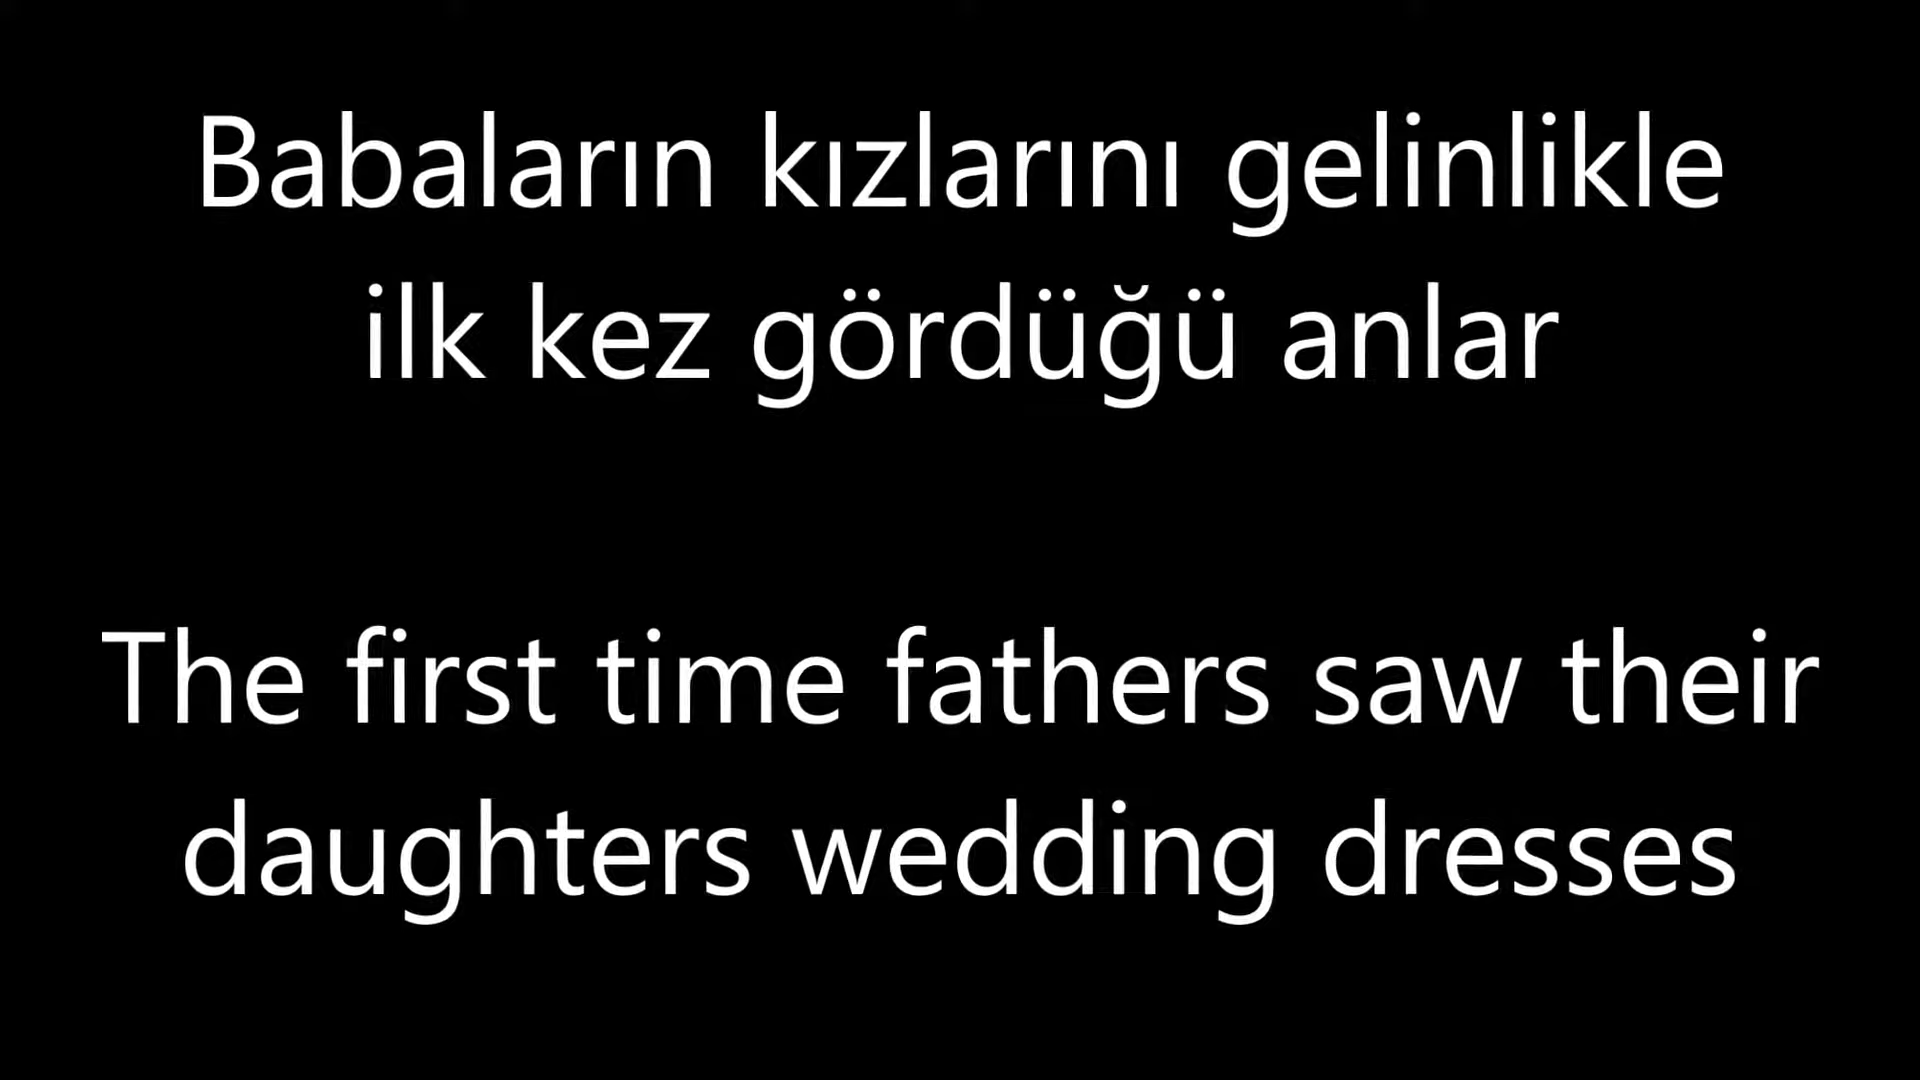 Babaların kızlarını gelinlikle
ilk kez gördüğü anlar
The first time fathers saw their
daughters wedding dresses